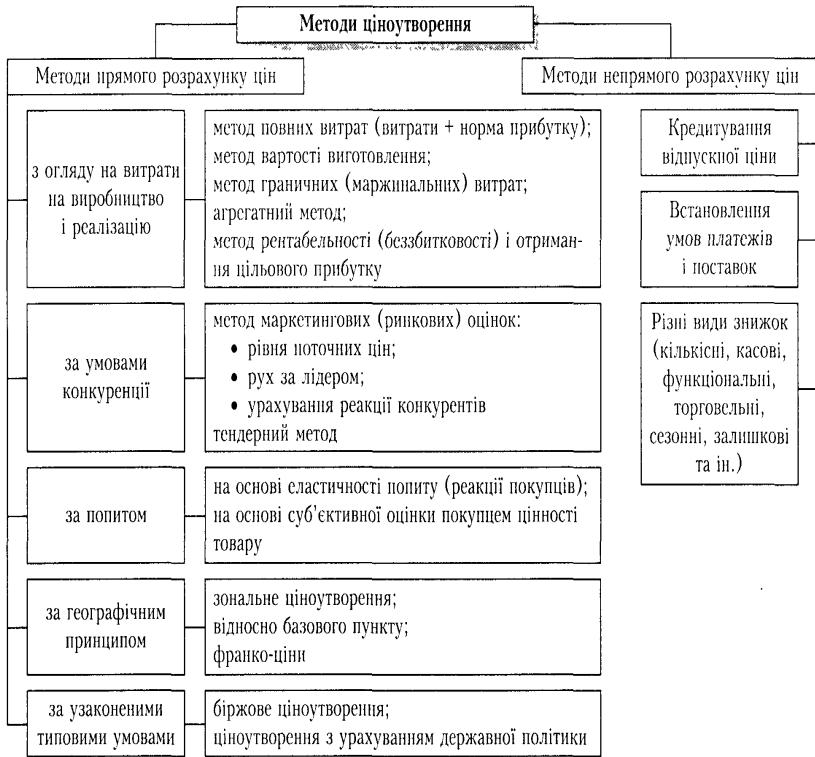 Методи ціноутворення
Методи прямого розрахунку цін
Методи непрямого розрахунку цін
з огляду на витрати
на виробництво
і реалізацію
метод повних витрат (витрати + норма прибутку);
метод вартості виготовлення;
метод граничних (маржинальних) витрат;
агрегатний метод;
метод рентабельності (беззбитковості) і отриман-
ня цільового прибутку
за умовами
конкуренції
метод маркетингових (ринкових) оцінок:
• рівня поточних цін;
• рух за лідером;
• урахування реакції конкурентів
тендерний метод
за попитом
на основі еластичності попиту (реакції покупців);
на основі суб’єктивної оцінки покупцем цінності
товару
за географічним
принципом
зональне ціноутворення;
відносно базового пункту;
франко-ціни
за узаконеними
типовими умовами
біржове ціноутворення;
ціноутворення з урахуванням державної політики
Кредитування
відпускної ціни
Встановлення
умов платежів
і поставок
Різні види знижок
(кількісні, касові,
функціональні,
торговельні,
сезонні, залишкові
та ін.)